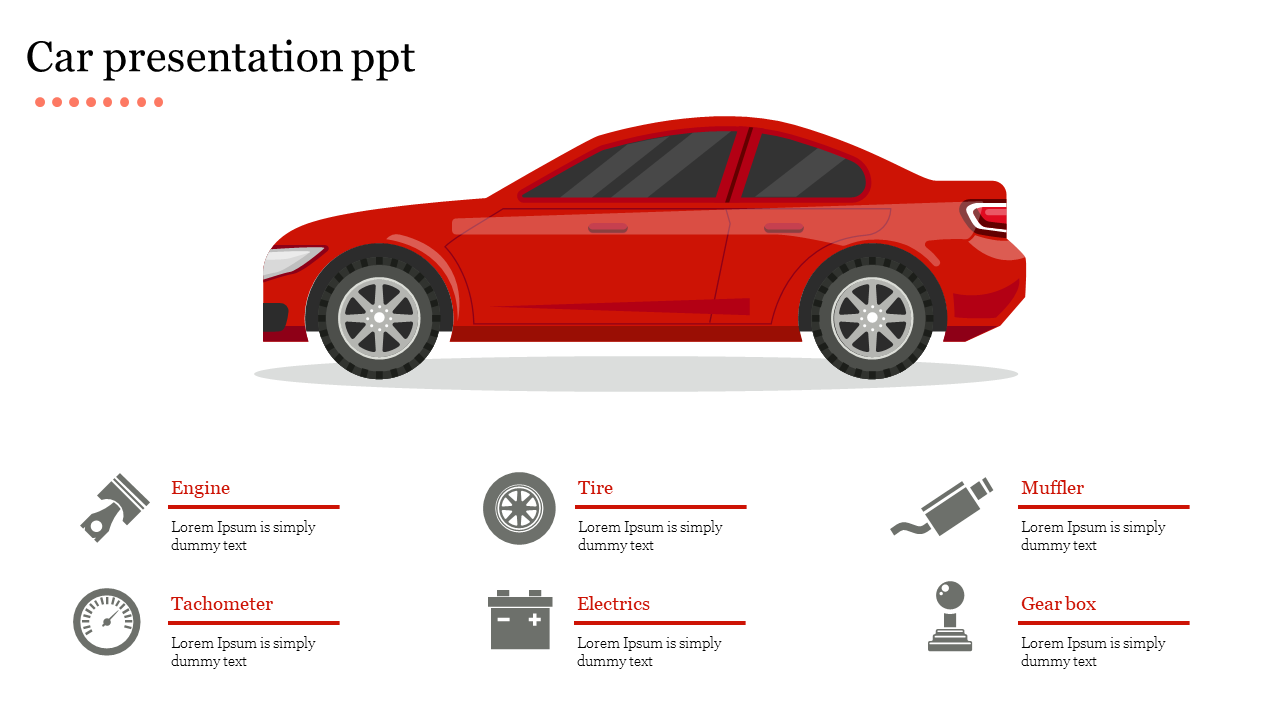 Car presentation ppt
Engine
Lorem Ipsum is simply
dummy text
Tire
Lorem Ipsum is simply
dummy text
Muffler
Lorem Ipsum is simply
dummy text
Tachometer
Lorem Ipsum is simply
dummy text
Electrics
Lorem Ipsum is simply
dummy text
Gear box
Lorem Ipsum is simply
dummy text